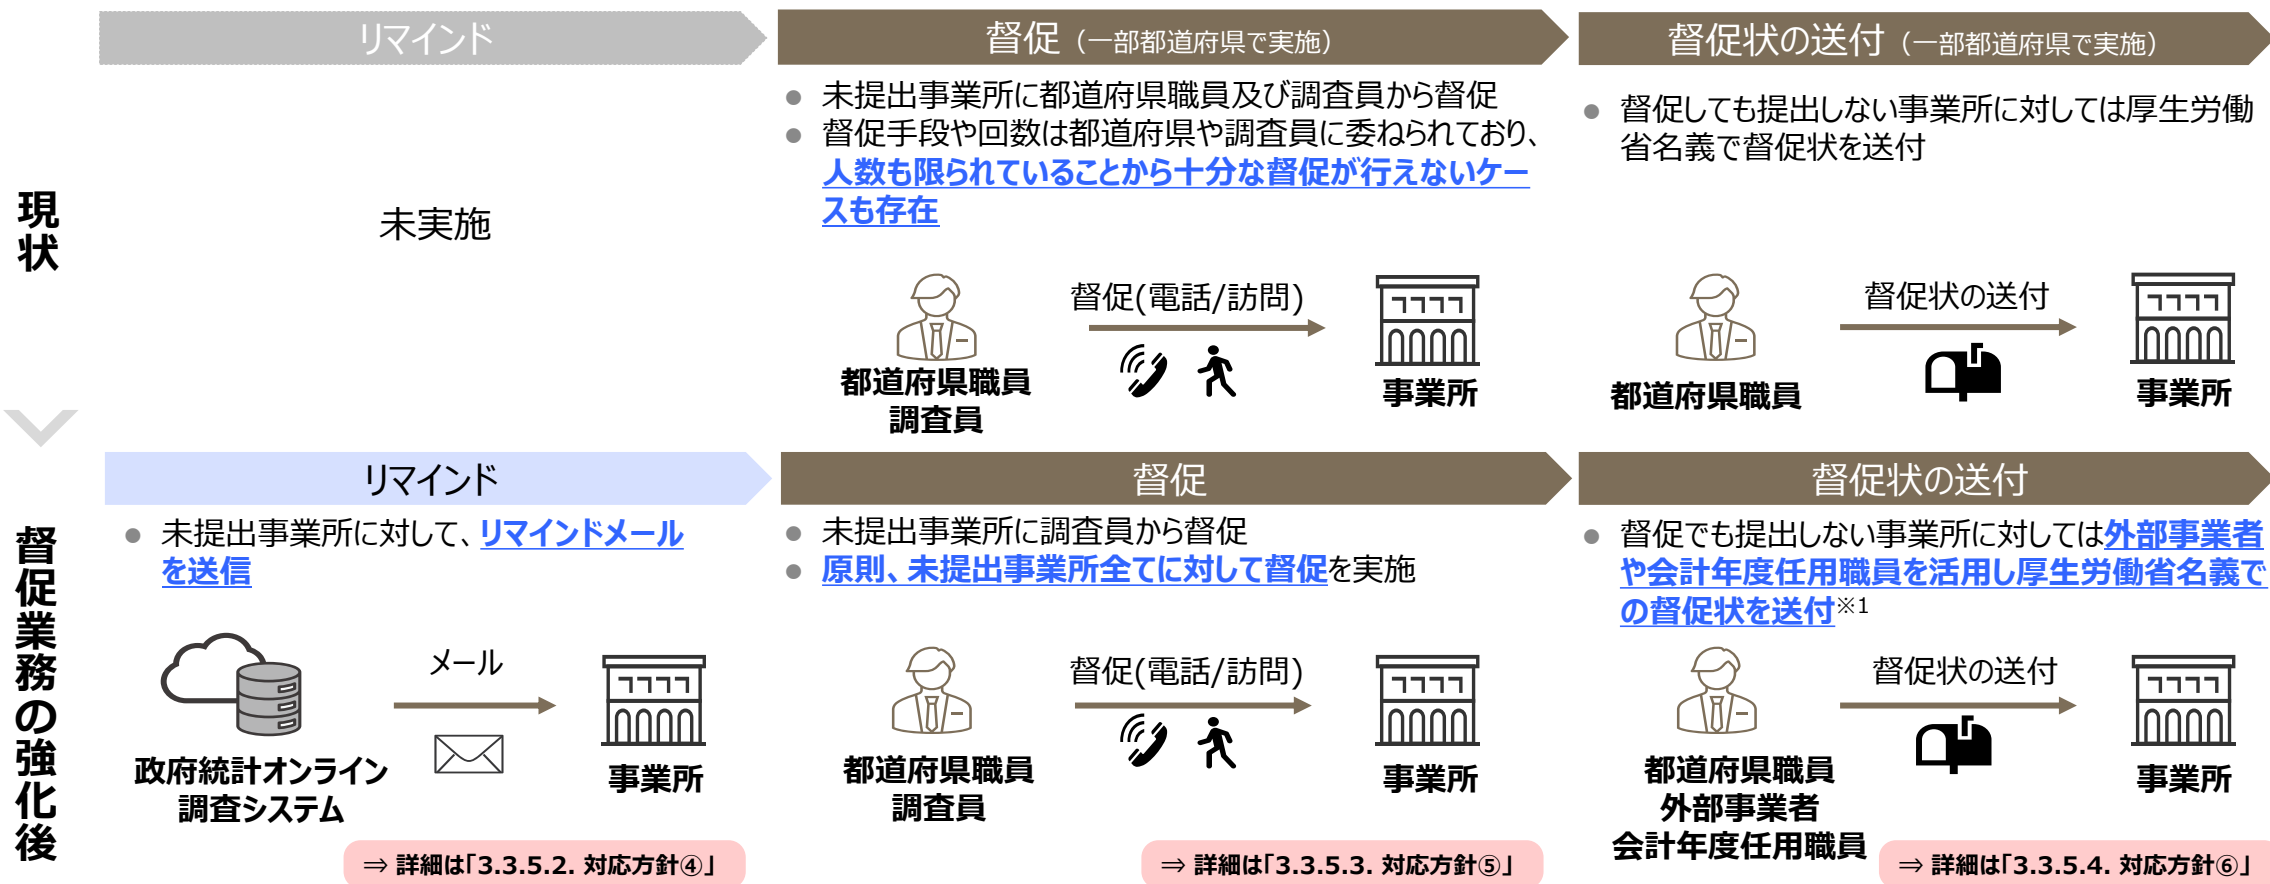 リマインド
督促（一部都道府県で実施）
督促状の送付（一部都道府県で実施）
現状
未実施
● 未提出事業所に都道府県職員及び調査員から督促
● 督促手段や回数は都道府県や調査員に委ねられており、
人数も限られていることから十分な督促が行えないケー
スも存在
● 督促しても提出しない事業所に対しては厚生労働
省名義で督促状を送付
督促(電話/訪問)
都道府県職員
調査員
事業所
督促状の送付
都道府県職員
事業所
督促業務の強化後
リマインド
督促
督促状の送付
● 未提出事業所に対して、リマインドメール
を送信
● 未提出事業所に調査員から督促
● 原則、未提出事業所全てに対して督促を実施
● 督促でも提出しない事業所に対しては外部事業者
や会計年度任用職員を活用し厚生労働省名義で
の督促状を送付※1
メール
政府統計オンライン
調査システム
事業所
督促(電話/訪問)
都道府県職員
調査員
事業所
督促状の送付
都道府県職員
外部事業者
会計年度任用職員
事業所
⇒ 詳細は「3.3.5.2. 対応方針④」
⇒ 詳細は「3.3.5.3. 対応方針⑤」
⇒ 詳細は「3.3.5.4. 対応方針⑥」